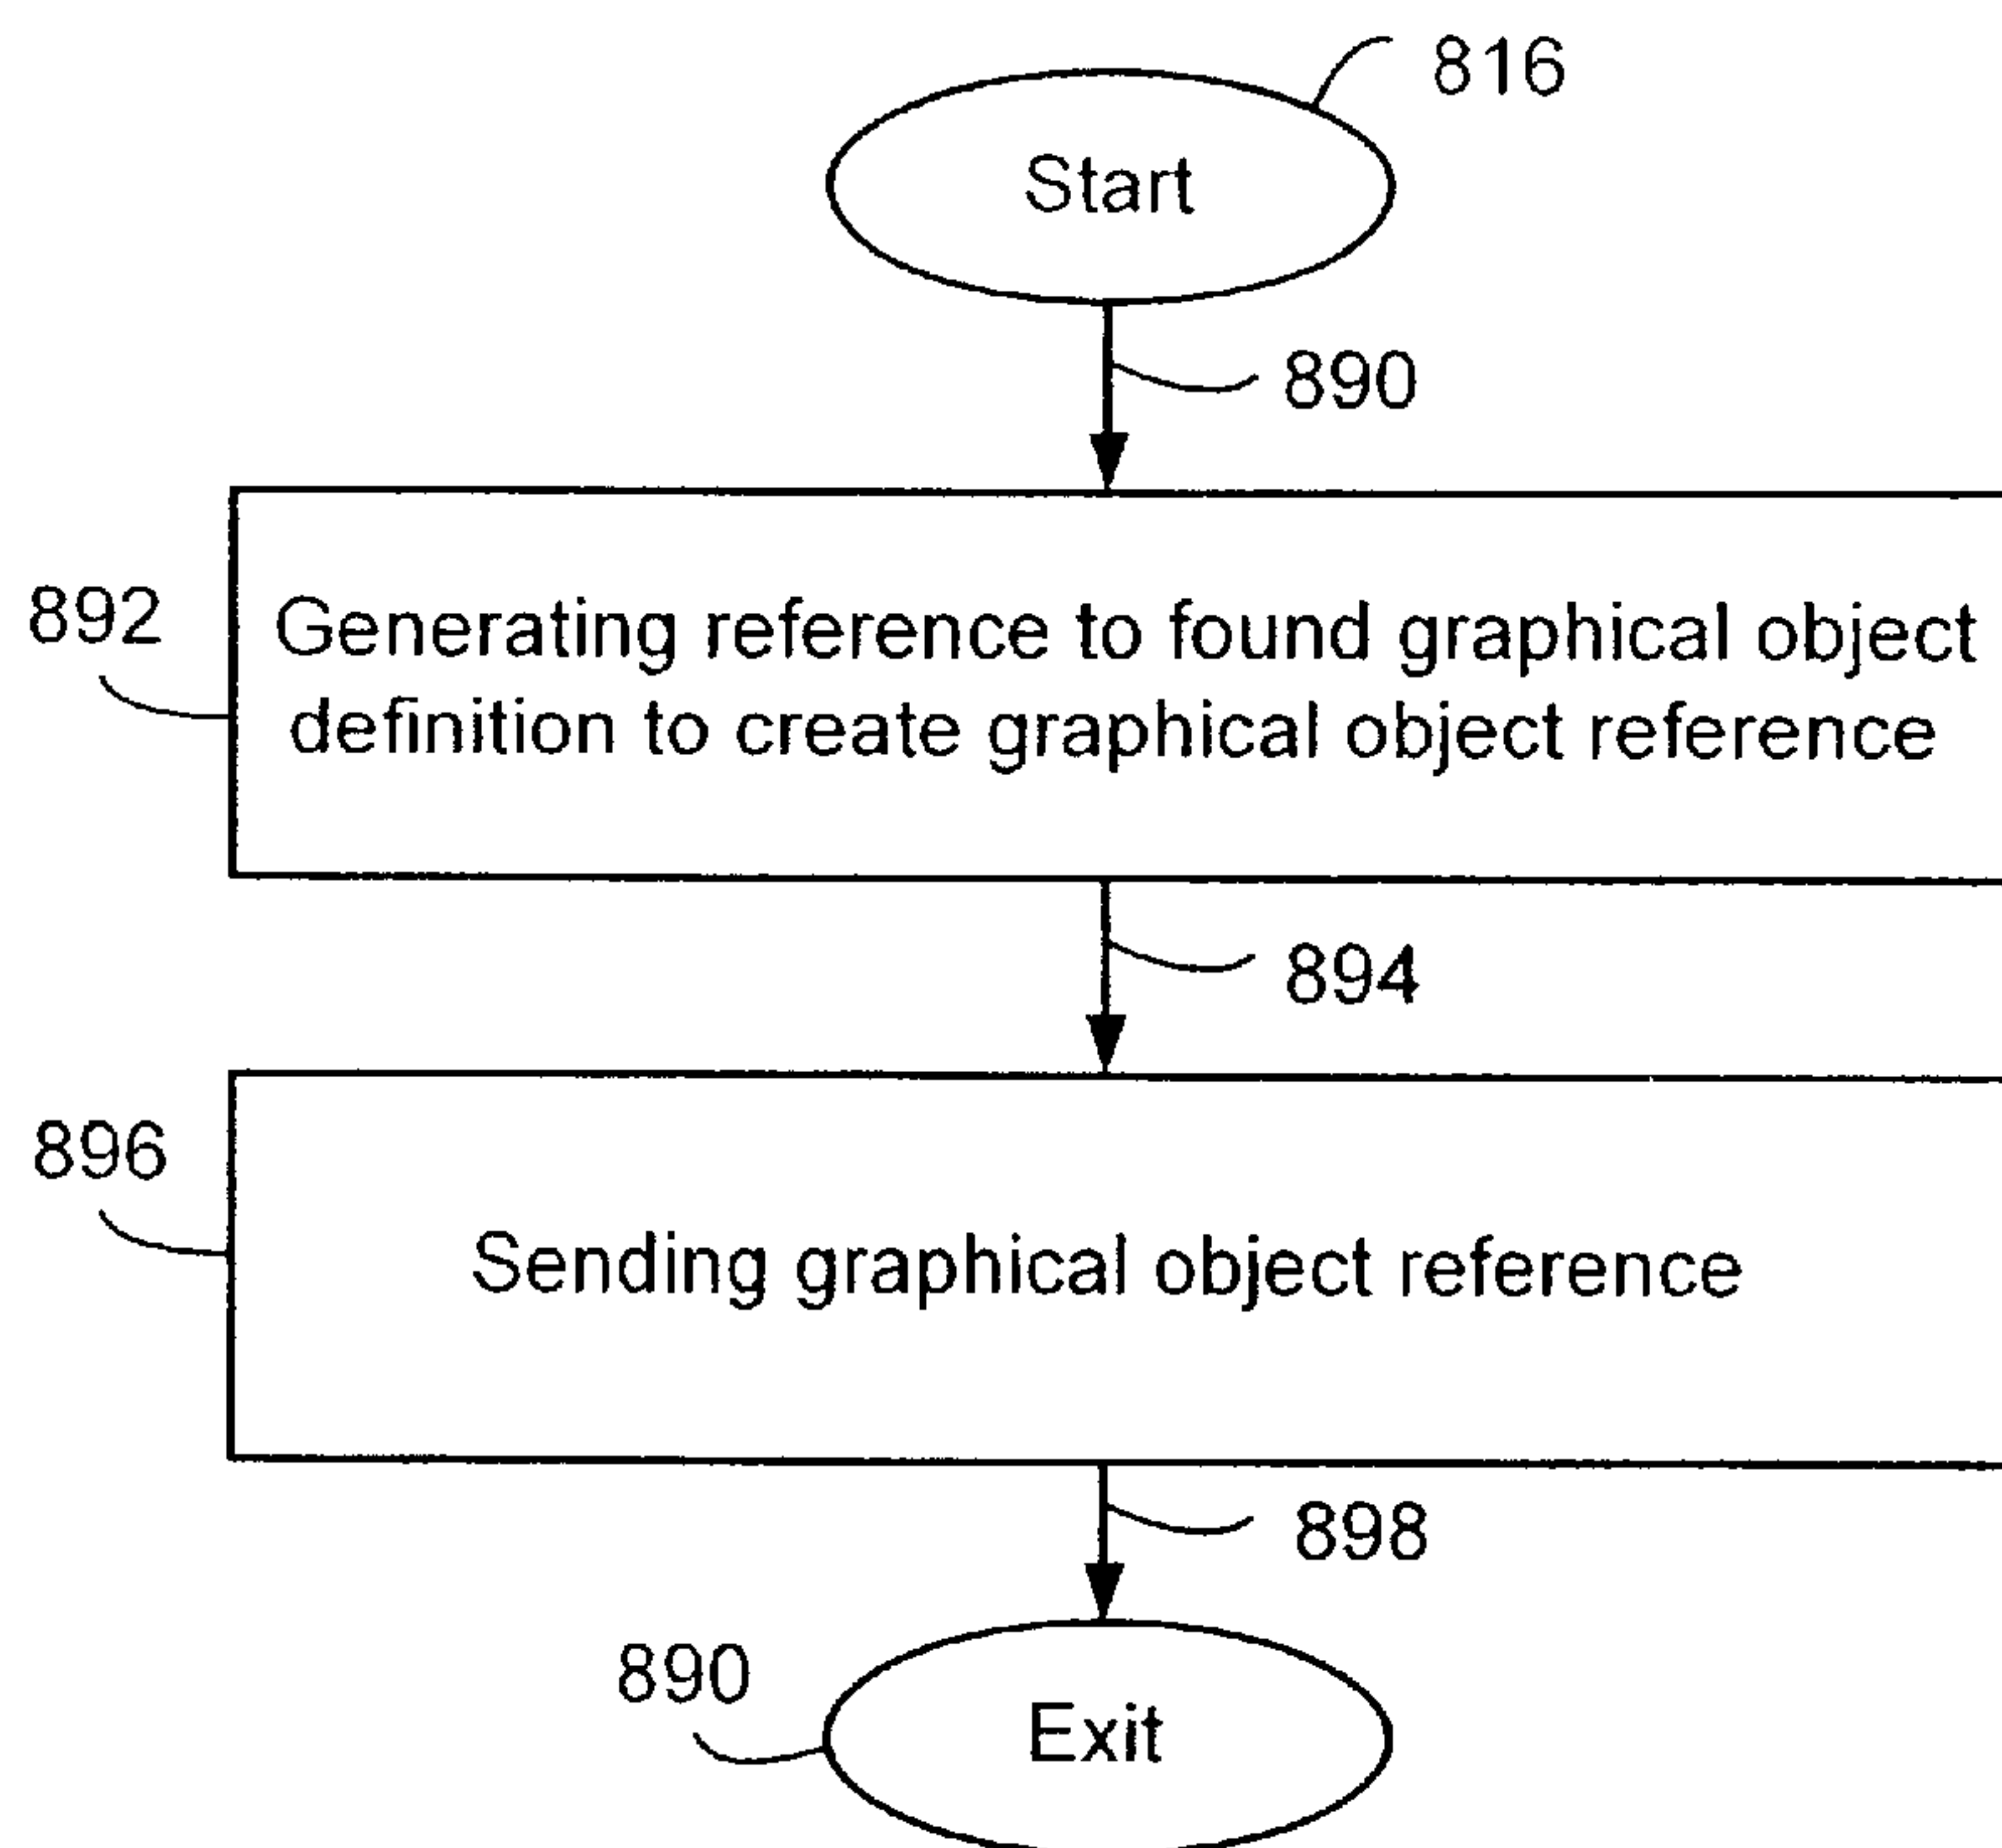 816
Start
890
892
Generating reference to found graphical object
definition to create graphical object reference
894
896
Sending graphical object reference
898
890
Exit